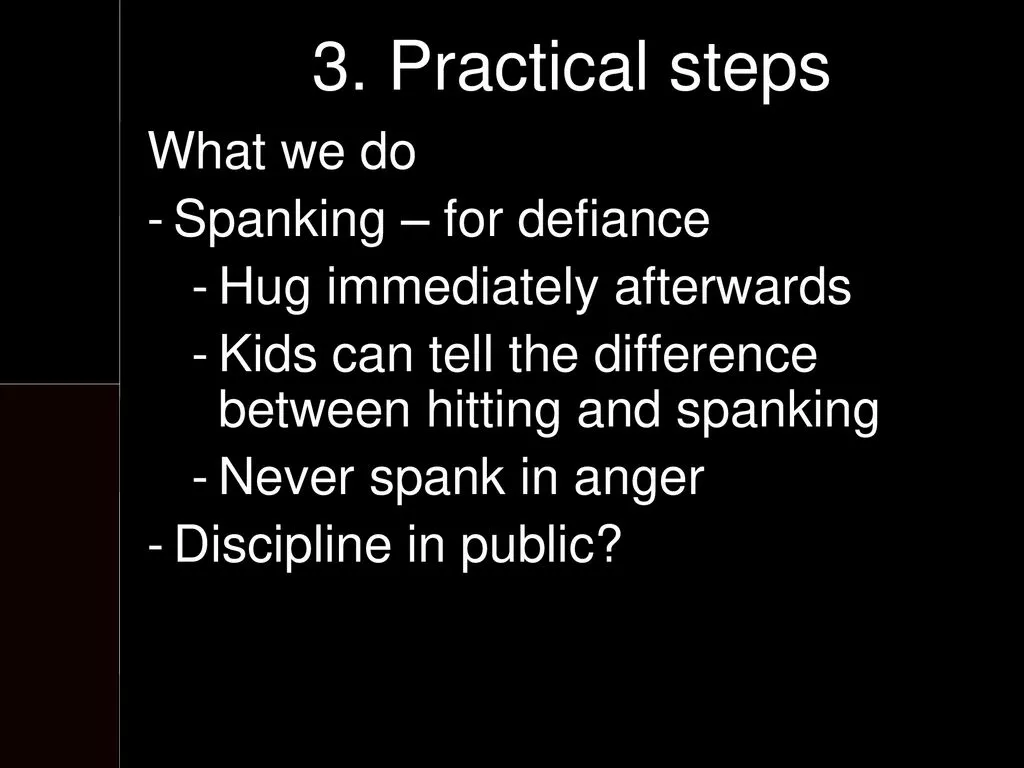 3. Practical steps
What we do
- Spanking – for defiance
- Hug immediately afterwards
- Kids can tell the difference
between hitting and spanking
- Never spank in anger
- Discipline in public?